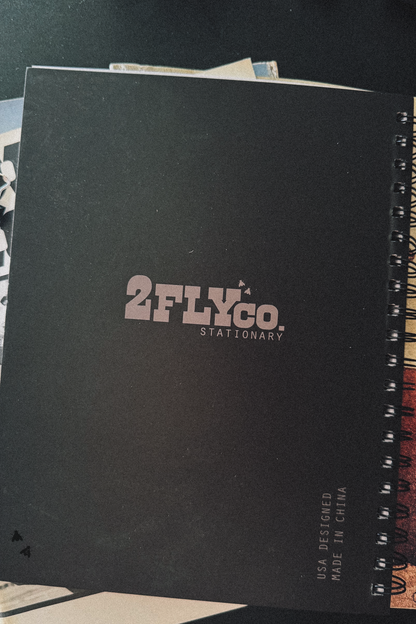 2FLYCO.
STATIONARY
USA DESIGNED
MADE IN CHINA